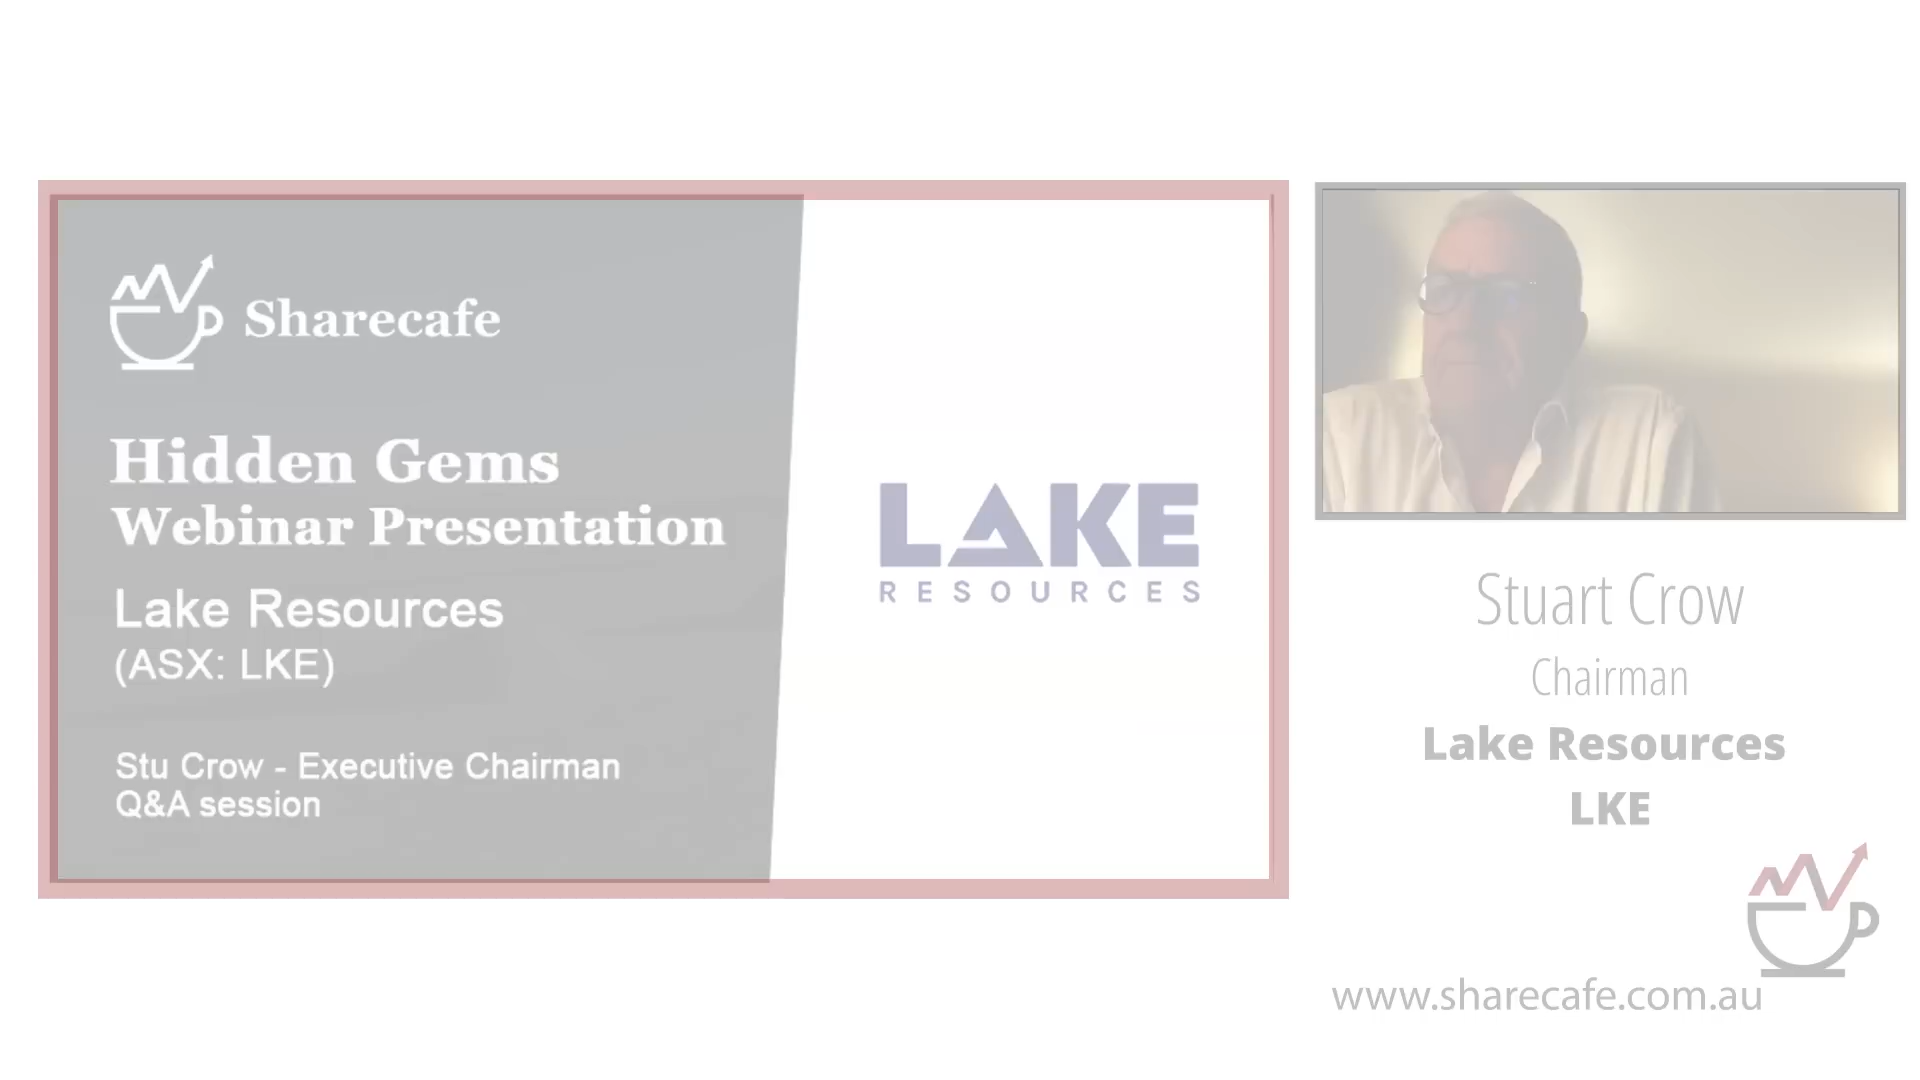 Sharecafe
Hidden Gems
Webinar Presentation
Lake Resources
(ASX: LKE)
Stu Crow - Executive Chairman
Q&A session
LAKE
RESOURCES
Stuart Crow
Chairman
Lake Resources
LKE
www.sharecafe.com.au